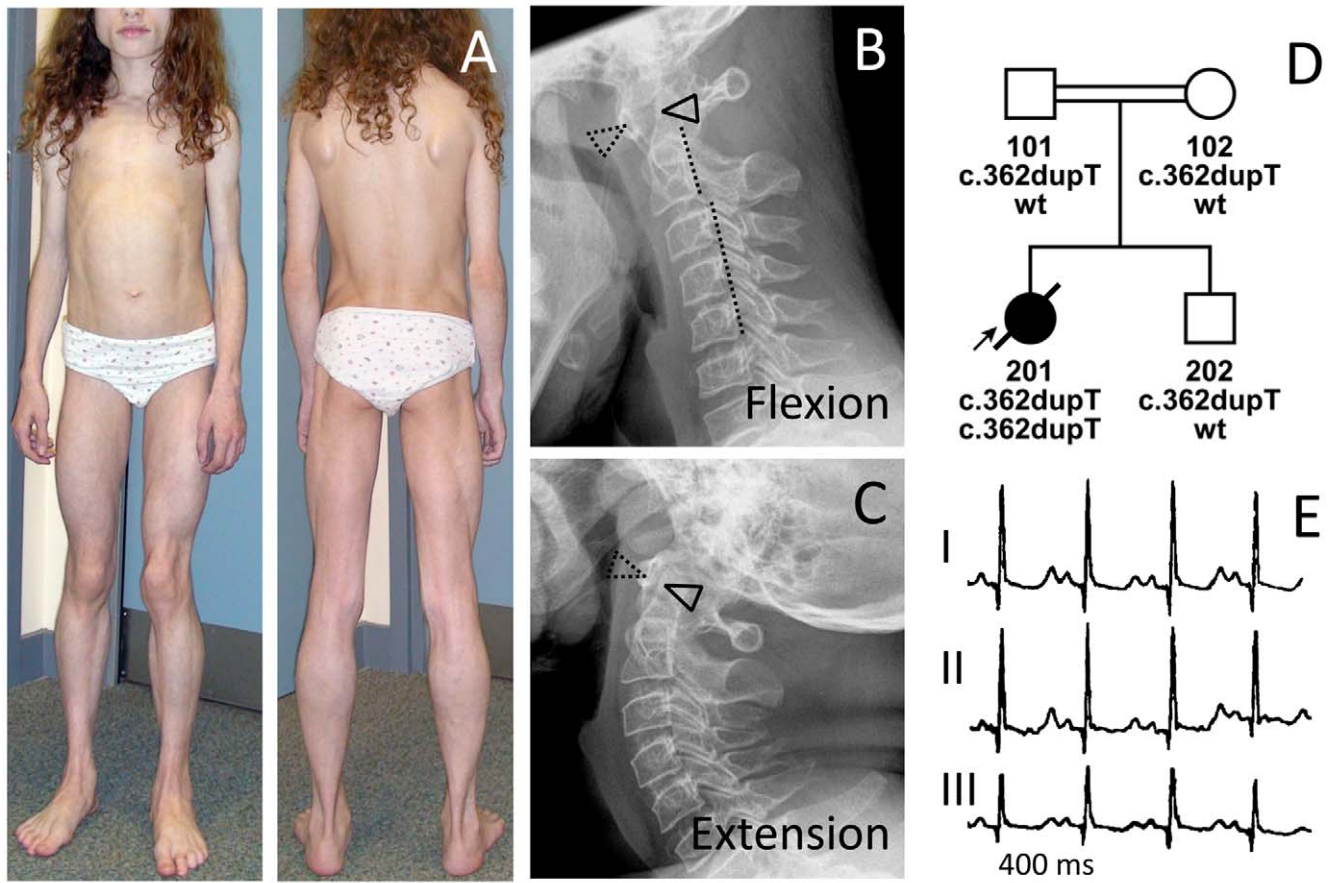 A
B
Flexion
C
Extension
D
101
c.362dupT
wt
102
c.362dupT
wt
201
c.362dupT
c.362dupT
202
c.362dupT
wt
E
I
II
III
400 ms